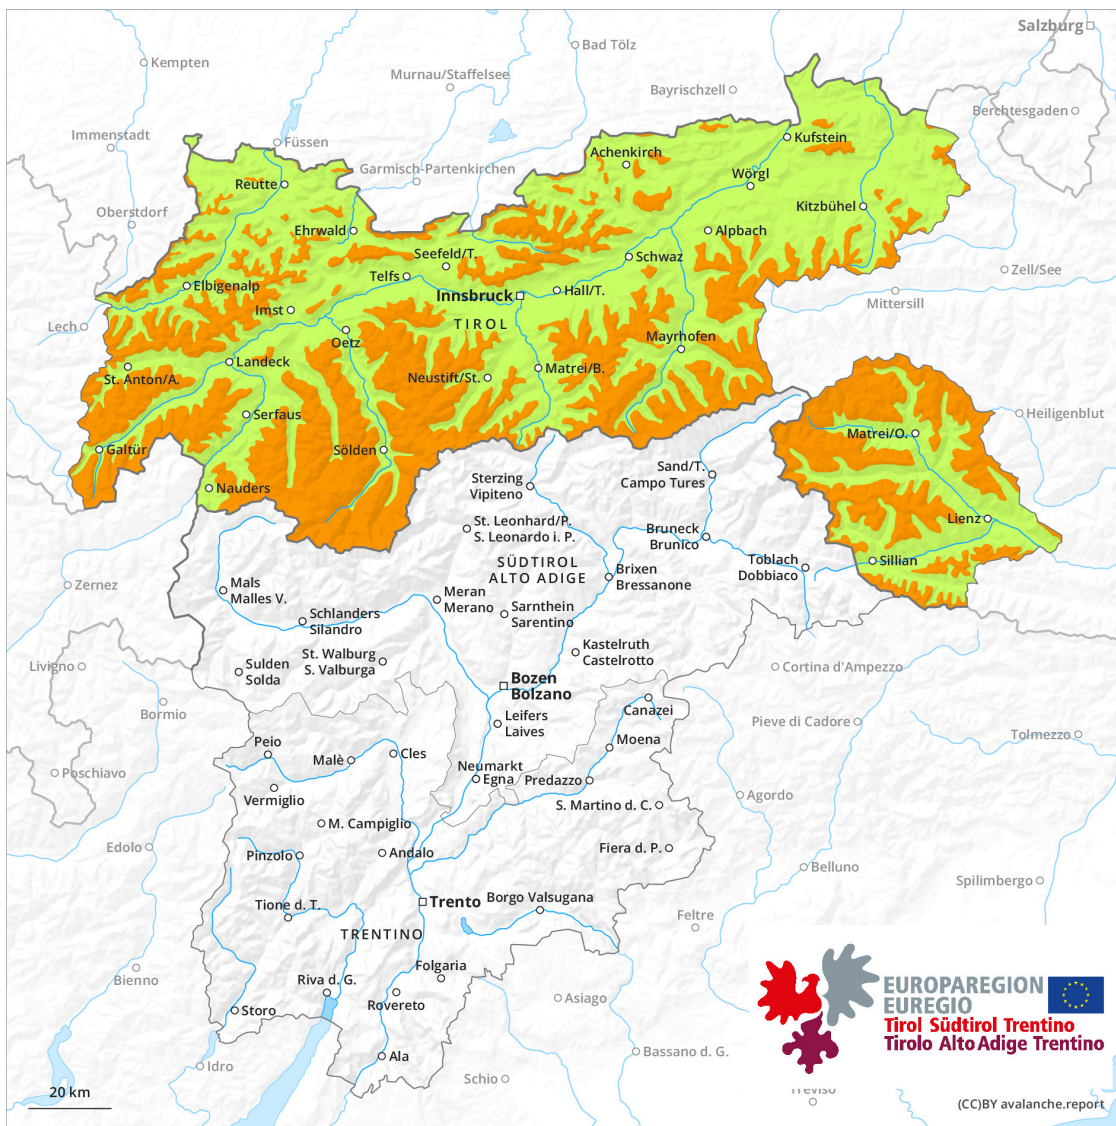 Salzburg
Bad Tölz
Kempten
Murnau/Staffelsee
Bayrischzell
Berchtesgaden
Immenstadt
Füssen
Kufstein
Achenkirch
Garmisch-Partenkirchen
Wörgl
Reutte
Oberstdorf
Kitzbühel
Ehrwald
Alpbach
Seefeld/T.
Schwaz
Zell/See
Telfs
Elbigenalp
Hall/T.
Innsbruck
Mittersill
Imst
TIROL
Lech
Mayrhofen
Oetz
Landeck
Matrei/B.
St. Anton/A.
Neustift/St.
Serfaus
Heiligenblut
Matrei/O.
Galtür
Sölden
Sand/T.
Campo Tures
Sterzing
Vipiteno
Nauders
Lienz
St. Leonhard/P.
S. Leonardo i. P.
Bruneck
Brunico
SÜDTIROL
ALTO ADIGE
Toblach
Dobbiaco
Sillian
Brixen
Bressanone
Zernez
Mals
Malles V.
Meran
Merano
Sarnthein
Sarentino
Schlanders
Silandro
Kastelruth
Castelrotto
St. Walburg
S. Valburga
Livigno
Sulden
Solda
Cortina d'Ampezzo
Bozen
Bolzano
Bormio
Canazei
Leifers
Laives
Pieve di Cadore
Tolmezzo
Peio
Moena
Malè
Cles
Neumarkt
Egna
Predazzo
Poschiavo
Vermiglio
Agordo
S. Martino d. C.
M. Campiglio
Edolo
Pinzolo
Andalo
Fiera d. P.
Belluno
Spilimbergo
Trento
Borgo Valsugana
Tione d. T.
Feltre
TRENTINO
Folgaria
Bienno
Riva d. G.
Rovereto
Asiago
Storo
EUROPAREGION
EUREGIO
Tirol Südtirol Trentino
Tirolo Alto Adige Trentino
Ala
Bassano d. G.
Idro
Schio
Treviso
20 km
(CC)BY avalanche.report